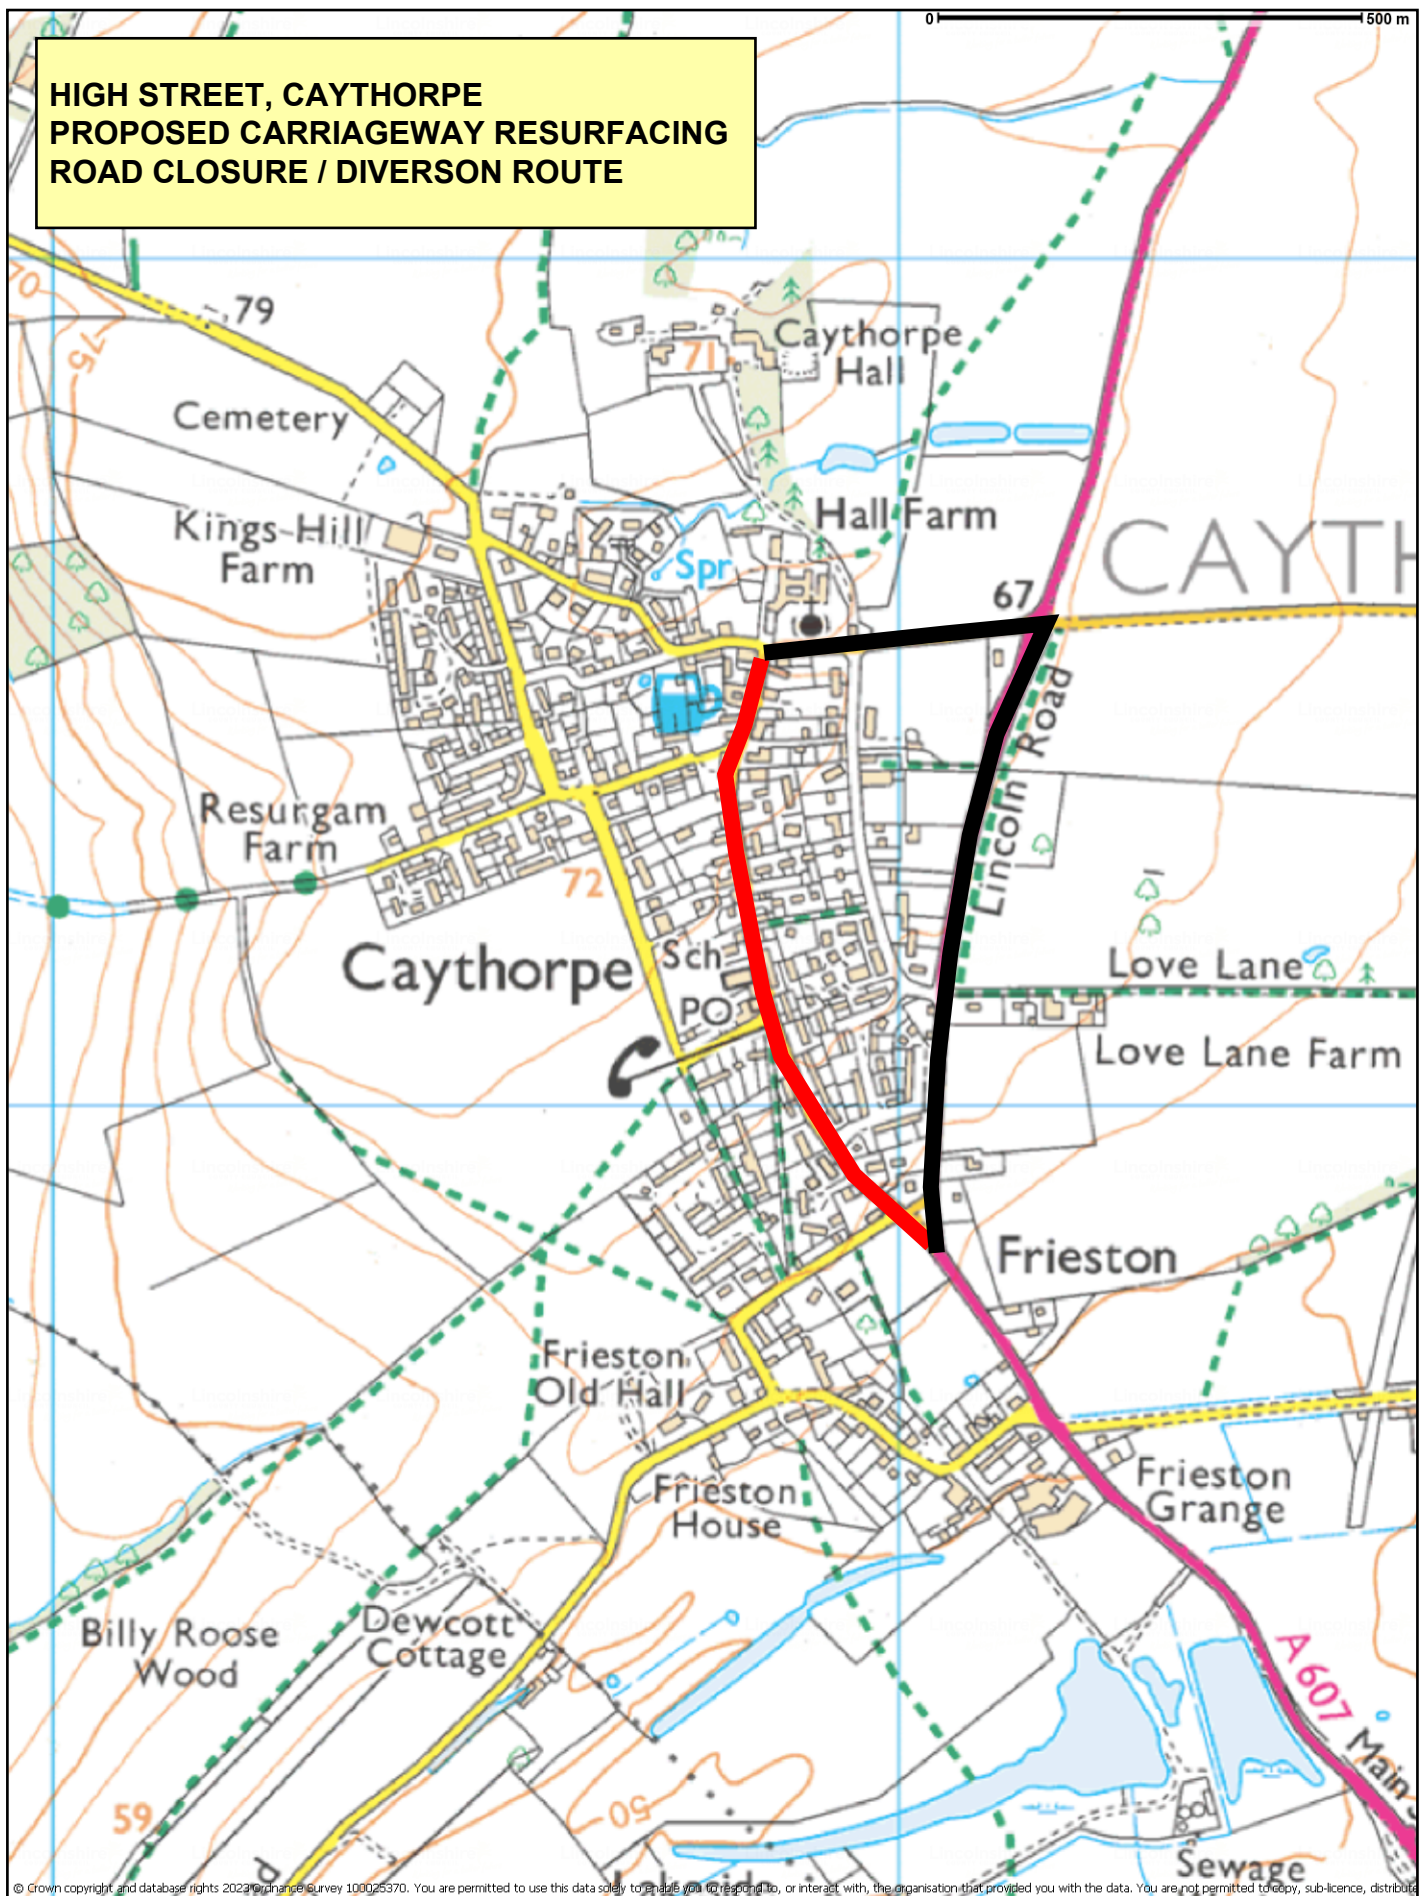 0 500 m
HIGH STREET, CAYTHORPE
PROPOSED CARRIAGEWAY RESURFACING
ROAD CLOSURE / DIVERSON ROUTE
70
79
75
71
Caythorpe
Hall
Cemetery
Kings Hill
Farm
Hall Farm
Spr
67
CAYTH
Lincoln Road
Resurgam
Farm
72
Caythorpe
Sch
PO
Love Lane
Love Lane Farm
Frieston
Frieston
Old Hall
Frieston
House
Frieston
Grange
Billy Roose
Wood
Dewcott
Cottage
A 607
Main
59
50
Sewage
© Crown copyright and database rights 2023 Ordnance Survey 100025370. You are permitted to use this data solely to enable you to respond to, or interact with, the organisation that provided you with the data. You are not permitted to copy, sub-licence, distribute